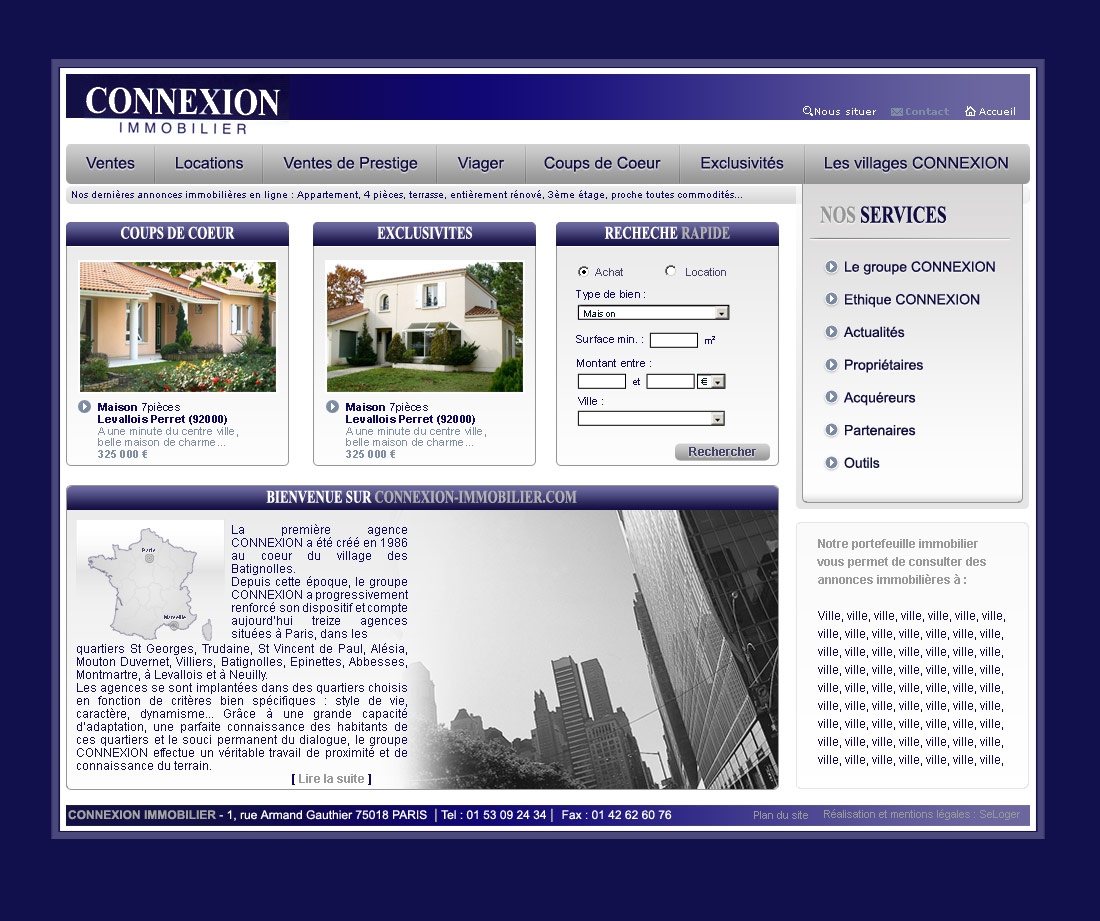 CONNEXION
IMMOBILIER
Nous situer Contact Accueil
Ventes Locations Ventes de Prestige Viager Coups de Coeur Exclusivités Les villages CONNEXION
Nos dernières annonces immobilières en ligne : Appartement, 4 pièces, terrasse, entièrement rénové, 3ème étage, proche toutes commodités...
COUPS DE COEUR
Maison 7pièces
Levallois Perret (92000)
A une minute du centre ville,
belle maison de charme...
325 000 €
EXCLUSIVITES
Maison 7pièces
Levallois Perret (92000)
A une minute du centre ville,
belle maison de charme...
325 000 €
RECHECHE RAPIDE
Achat Location
Type de bien :
Maison
Surface min. : m²
Montant entre :
et €
Ville :
Rechercher
NOS SERVICES
Le groupe CONNEXION
Ethique CONNEXION
Actualités
Propriétaires
Acquéreurs
Partenaires
Outils
BIENVENUE SUR CONNEXION-IMMOBILIER.COM
Paris
Marseille
La première agence
CONNEXION a été créé en 1986
au coeur du village des
Batignolles.
Depuis cette époque, le groupe
CONNEXION a progressivement
renforcé son dispositif et compte
aujourd'hui treize agences
situées à Paris, dans les
quartiers St Georges, Trudaine, St Vincent de Paul, Alésia,
Mouton Duvernet, Villiers, Batignolles, Epinettes, Abbesses,
Montmartre, à Levallois et à Neuilly.
Les agences se sont implantées dans des quartiers choisis
en fonction de critères bien spécifiques : style de vie,
caractère, dynamisme... Grâce à une grande capacité
d'adaptation, une parfaite connaissance des habitants de
ces quartiers et le souci permanent du dialogue, le groupe
CONNEXION effectue un véritable travail de proximité et de
connaissance du terrain.
[ Lire la suite ]
Notre portefeuille immobilier
vous permet de consulter des
annonces immobilières à :
Ville, ville, ville, ville, ville, ville, ville,
ville, ville, ville, ville, ville, ville, ville,
ville, ville, ville, ville, ville, ville, ville,
ville, ville, ville, ville, ville, ville, ville,
ville, ville, ville, ville, ville, ville, ville,
ville, ville, ville, ville, ville, ville, ville,
ville, ville, ville, ville, ville, ville, ville,
ville, ville, ville, ville, ville, ville, ville,
ville, ville, ville, ville, ville, ville, ville,
CONNEXION IMMOBILIER - 1, rue Armand Gauthier 75018 PARIS | Tel : 01 53 09 24 34 | Fax : 01 42 62 60 76 Plan du site Réalisation et mentions légales : SeLoger